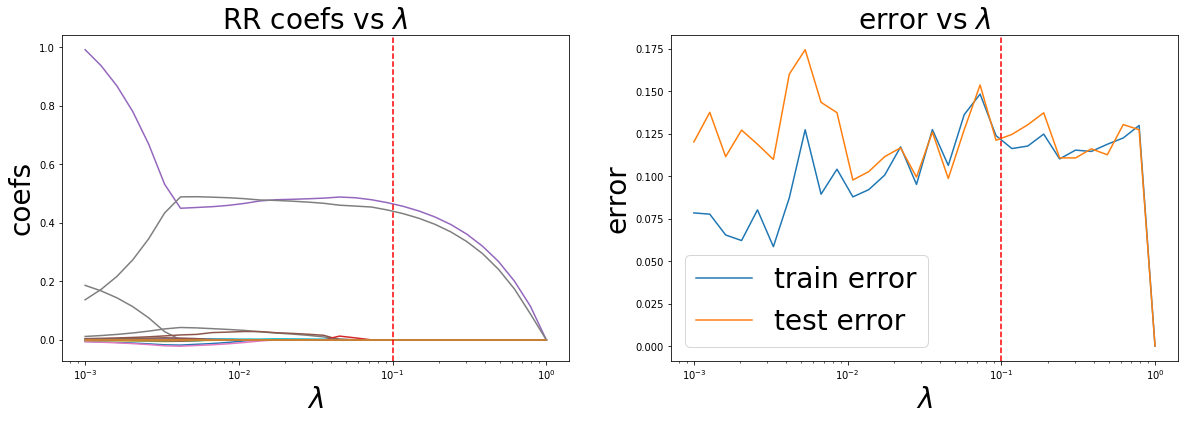 RR coefs vs λ
coefs
1.0
0.8
0.6
0.4
0.2
0.0
10⁻³
10⁻²
10⁻¹
10⁰
λ
error vs λ
error
0.175
0.150
0.125
0.100
0.075
0.050
0.025
0.000
train error
test error
10⁻³
10⁻²
10⁻¹
10⁰
λ